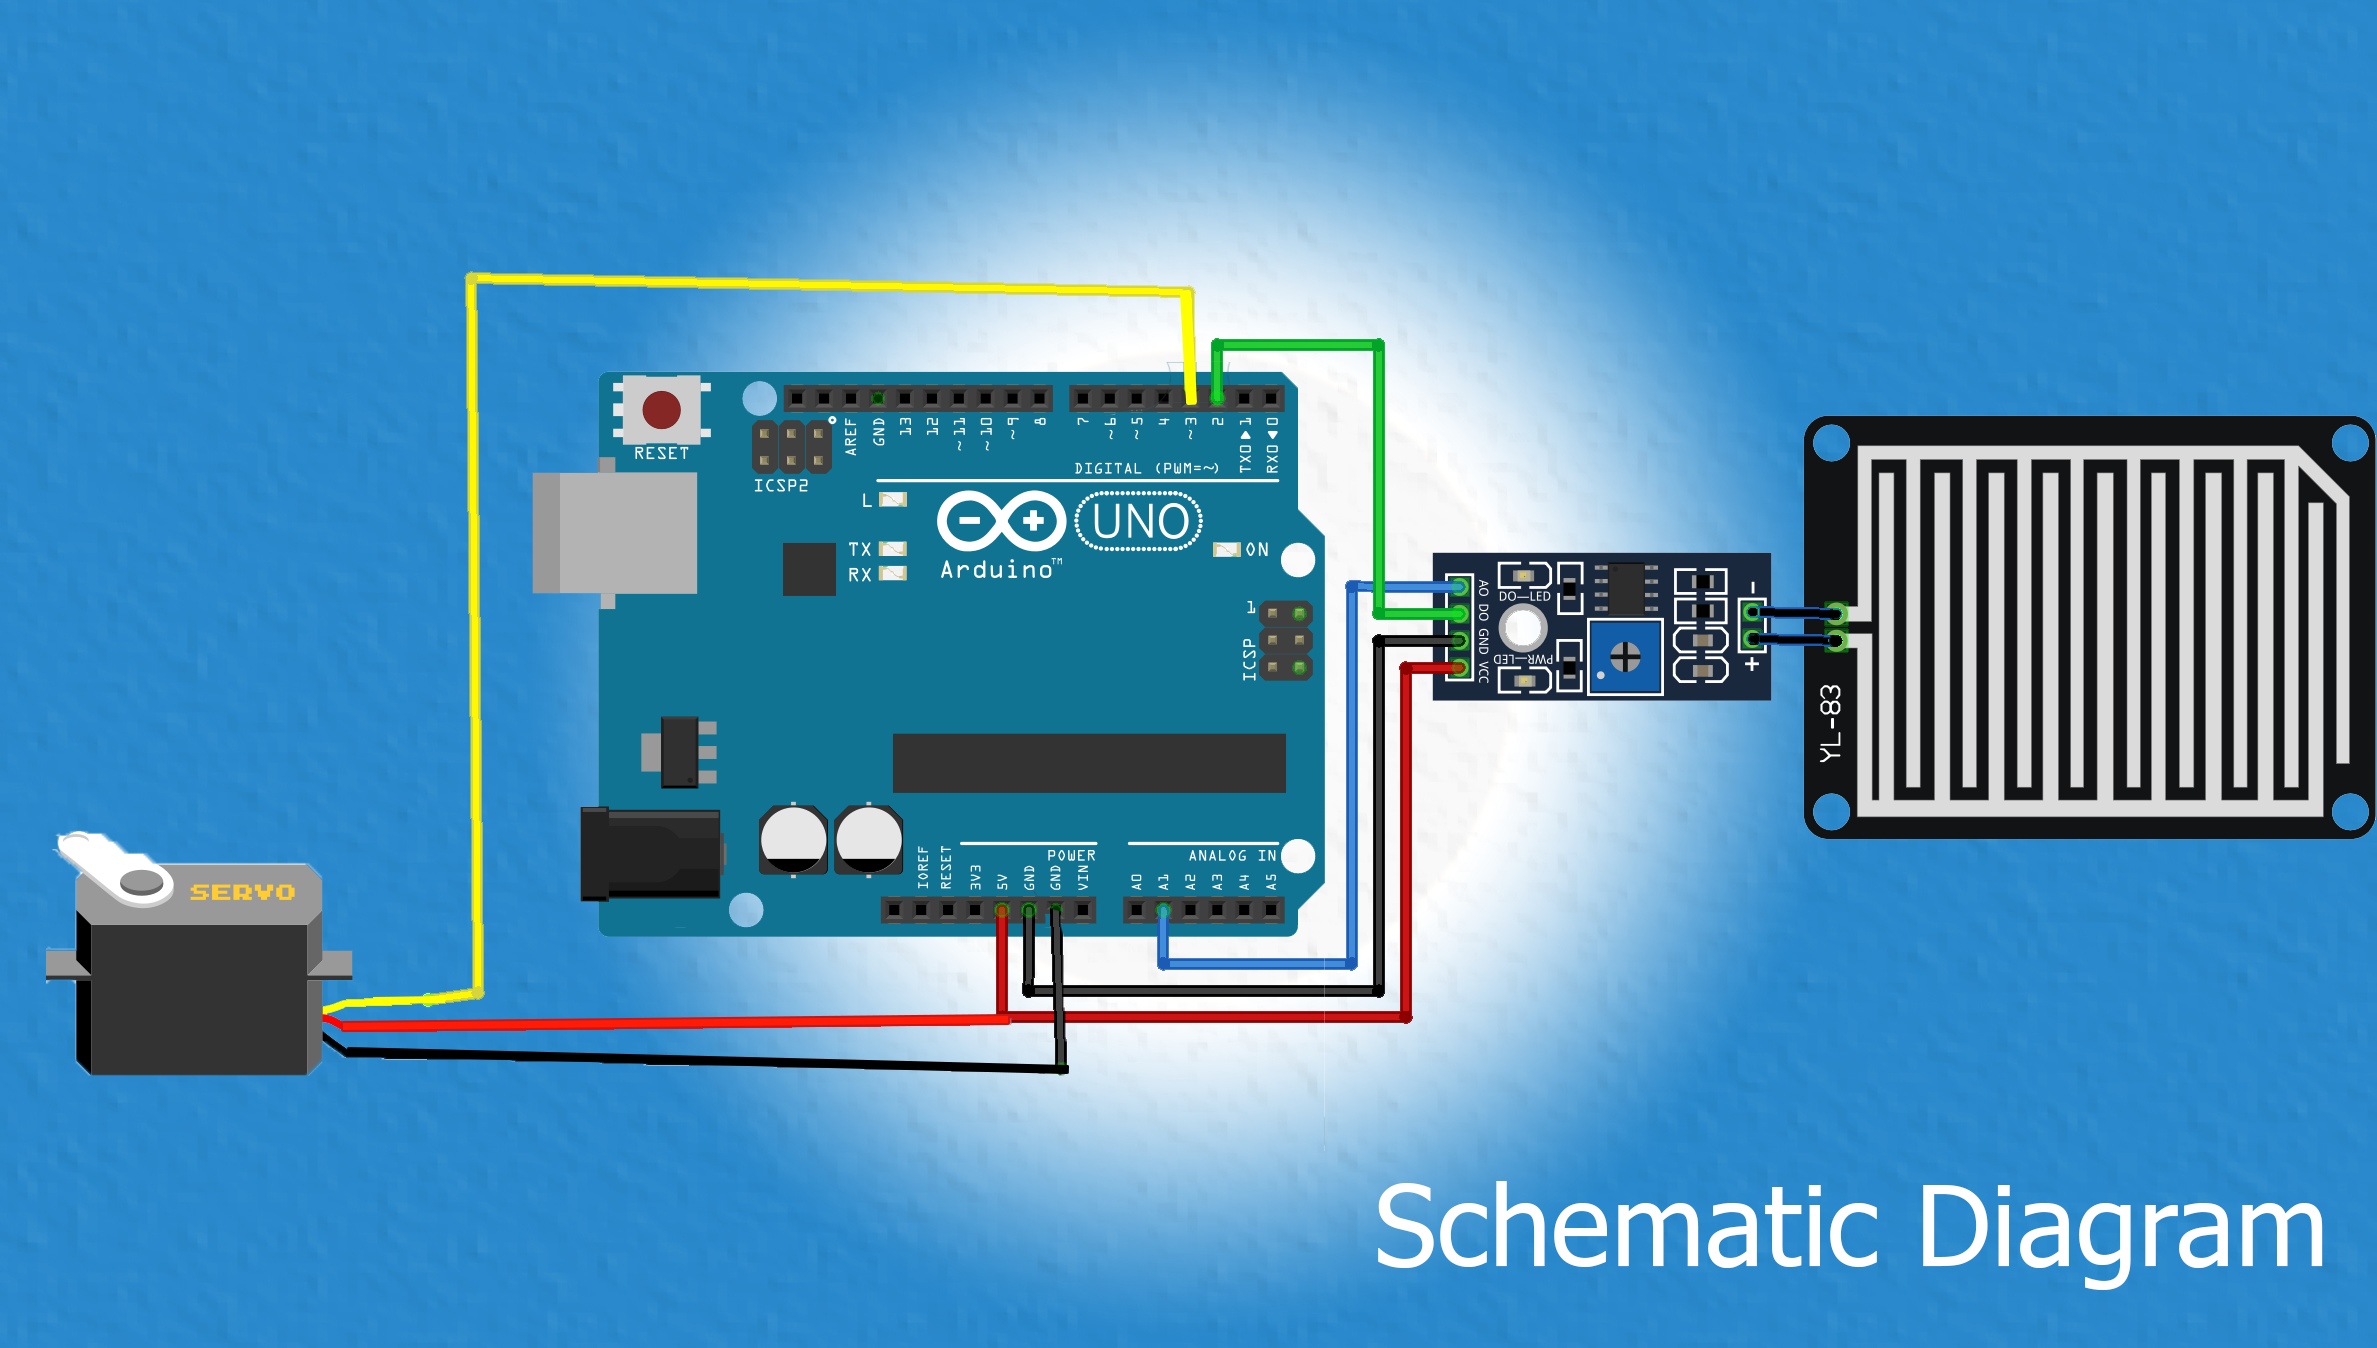 RESET
ICSP2
AREF
GND
13
12
~11
~10
~9
8
7
~6
~5
4
~3
2
TX0▶1
RX0◀0
DIGITAL (PWM=~)
L
TX
RX
Arduino™
UNO
ON
1
ICSP
IOREF
RESET
3V3
5V
GND
GND
VIN
POWER
ANALOG IN
A0
A1
A2
A3
A4
A5
AO
DO
GND
VCC
DO—LED
PWR—LED
-
+
YL-83
SERVO
Schematic Diagram